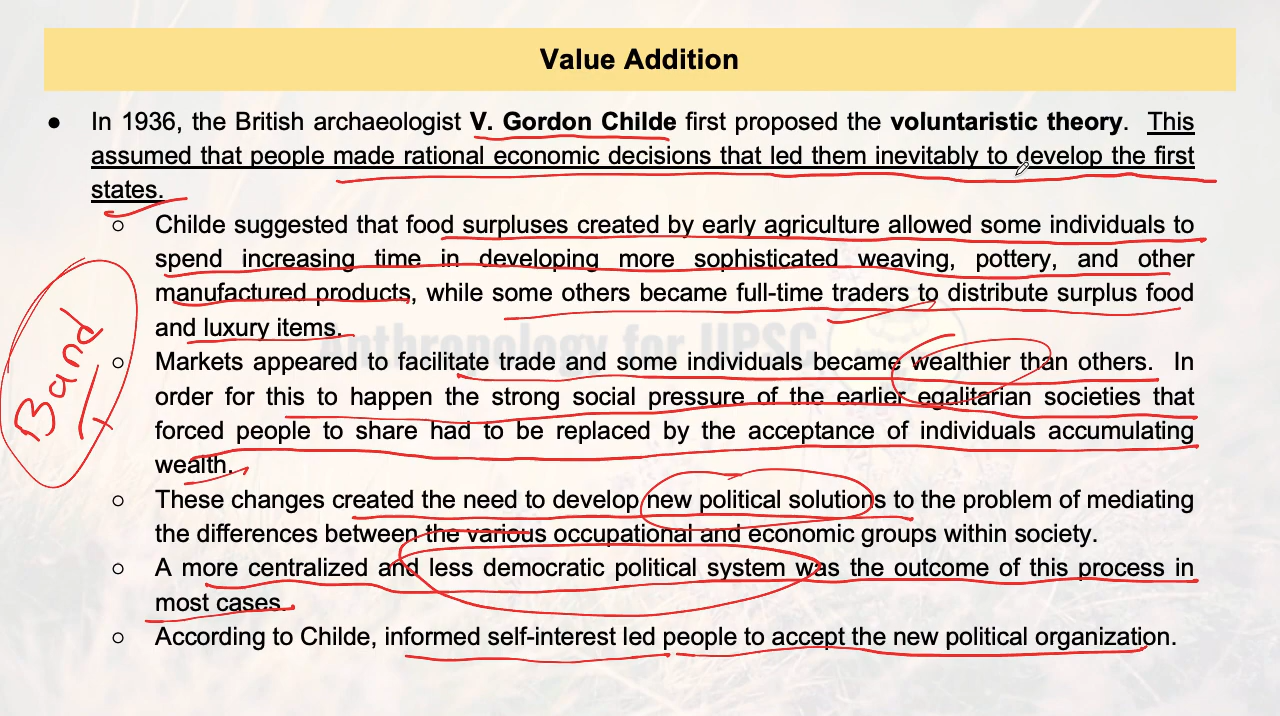 Value Addition
● In 1936, the British archaeologist V. Gordon Childe first proposed the voluntaristic theory. This
assumed that people made rational economic decisions that led them inevitably to develop the first
states.
○ Childe suggested that food surpluses created by early agriculture allowed some individuals to
spend increasing time in developing more sophisticated weaving, pottery, and other
manufactured products, while some others became full-time traders to distribute surplus food
and luxury items.
Anthropology for UPSC
○ Markets appeared to facilitate trade and some individuals became wealthier than others. In
order for this to happen the strong social pressure of the earlier egalitarian societies that
forced people to share had to be replaced by the acceptance of individuals accumulating
wealth.
Band
○ These changes created the need to develop new political solutions to the problem of mediating
the differences between the various occupational and economic groups within society.
○ A more centralized and less democratic political system was the outcome of this process in
most cases.
○ According to Childe, informed self-interest led people to accept the new political organization.